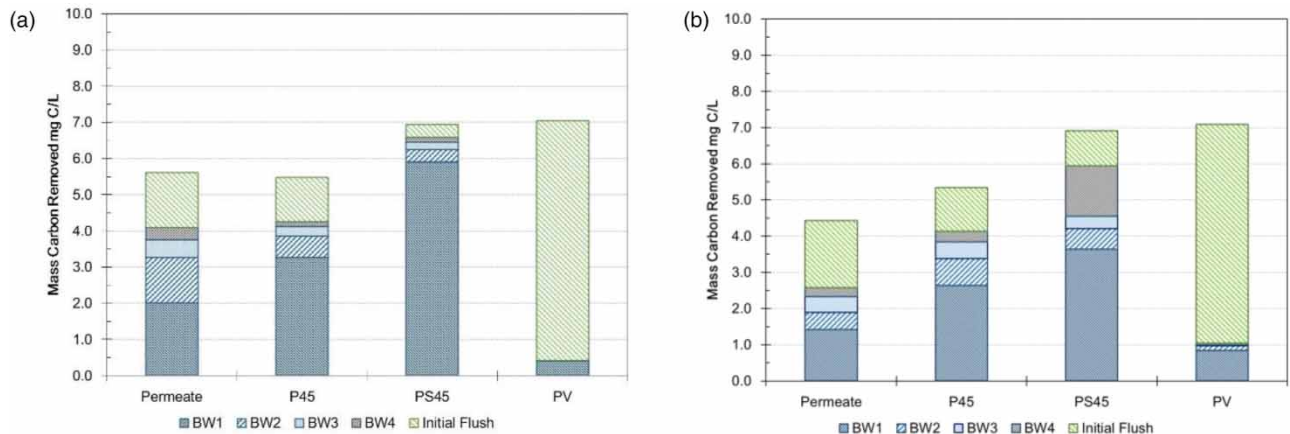 (a)
Mass Carbon Removed mg C/L
10.0
9.0
8.0
7.0
6.0
5.0
4.0
3.0
2.0
1.0
0.0
Permeate P45 PS45 PV
BW1 BW2 BW3 BW4 Initial Flush
(b)
Mass Carbon Removed mg C/L
10.0
9.0
8.0
7.0
6.0
5.0
4.0
3.0
2.0
1.0
0.0
Permeate P45 PS45 PV
BW1 BW2 BW3 BW4 Initial Flush